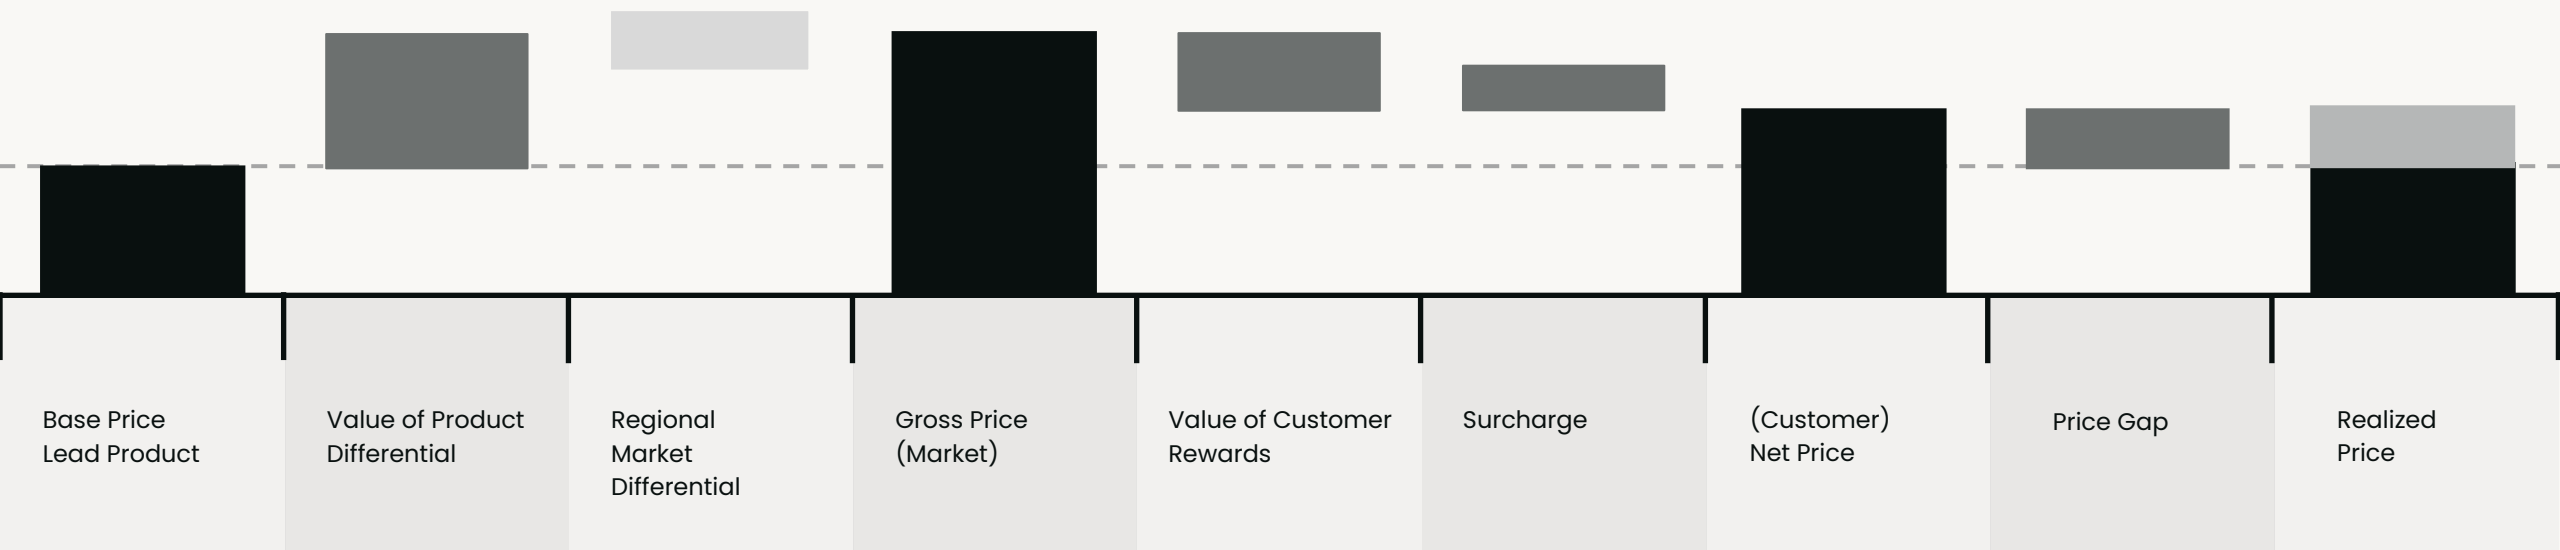 Base Price
Lead Product
Value of Product
Differential
Regional
Market
Differential
Gross Price
(Market)
Value of Customer
Rewards
Surcharge
(Customer)
Net Price
Price Gap
Realized
Price